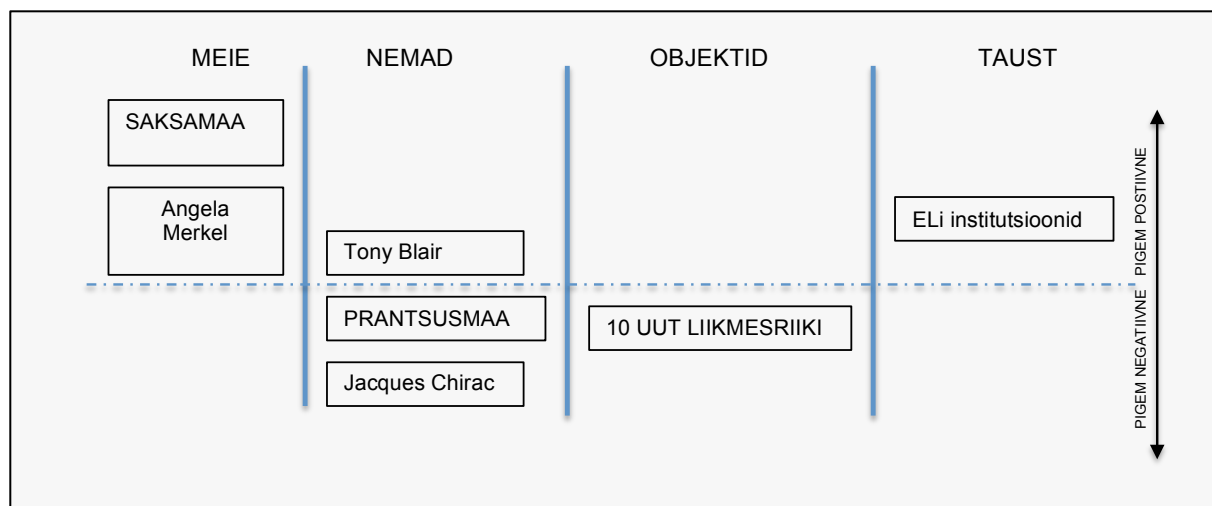 MEIE
NEMAD
OBJEKTID
TAUST
SAKSAMAA
Angela
Merkel
Tony Blair
PRANTSUSMAA
Jacques Chirac
10 UUT LIIKMESRIIKI
ELi institutsioonid
PIGEM POSTIIVNE
PIGEM NEGATIIVNE